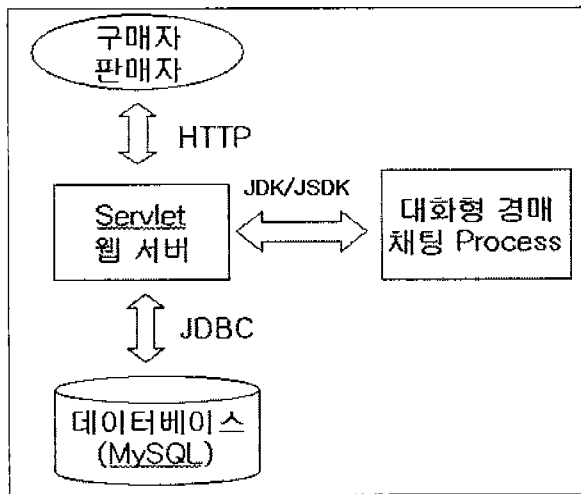 구매자
판매자
HTTP
JDK/JSDK
Servlet
웹 서버
대화형 경매
채팅 Process
JDBC
데이터베이스
(MySQL)